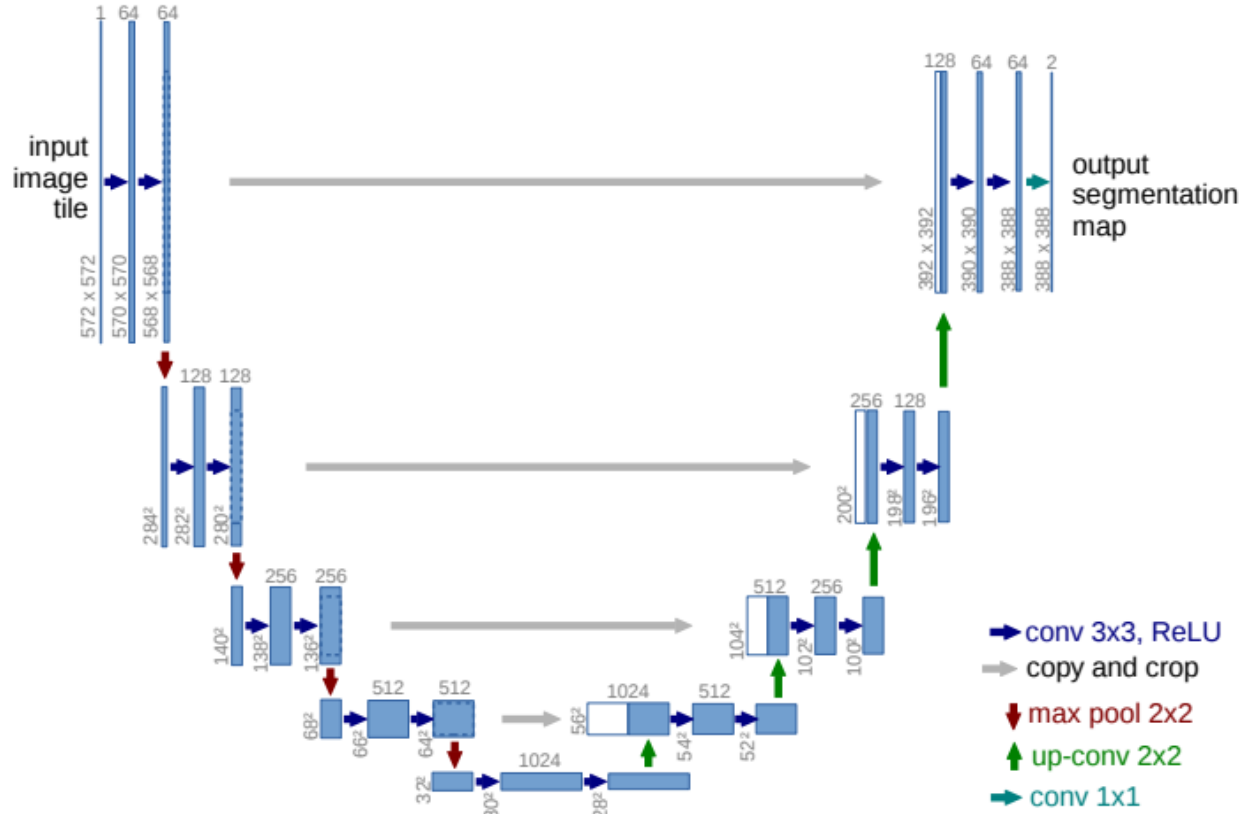 1 64 64
input
image
tile
572 x 572
570 x 570
568 x 568
128 64 64 2
output
segmentation
map
392 x 392
390 x 390
388 x 388
388 x 388
128 128
284²
282²
280²
256 128
200²
198²
196²
256 256
140²
138²
136²
512 256
104²
102²
100²
512 512
68²
66²
64²
1024 512
56²
54²
52²
1024
32²
30²
28²
conv 3x3, ReLU
copy and crop
max pool 2x2
up-conv 2x2
conv 1x1